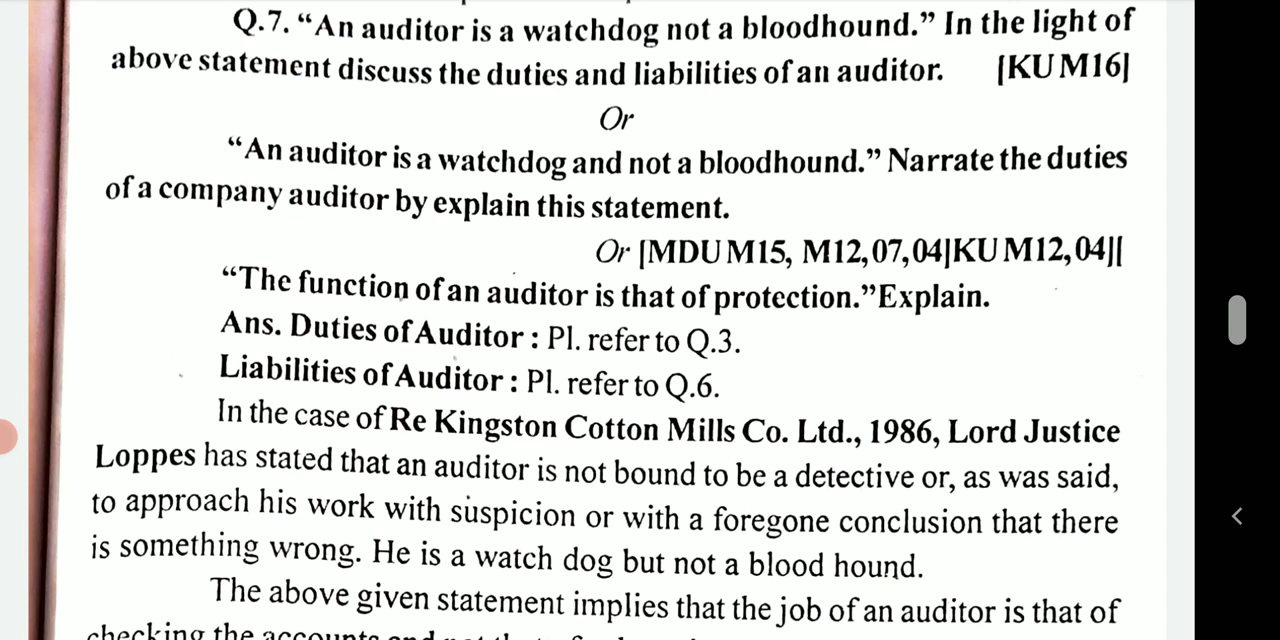 Q.7. “An auditor is a watchdog not a bloodhound.” In the light of
above statement discuss the duties and liabilities of an auditor. [KU M16]
Or
“An auditor is a watchdog and not a bloodhound.” Narrate the duties
of a company auditor by explain this statement.
Or [MDU M15, M12,07,04]KU M12,04][
“The function of an auditor is that of protection.”Explain.
Ans. Duties of Auditor : Pl. refer to Q.3.
Liabilities of Auditor : Pl. refer to Q.6.
In the case of Re Kingston Cotton Mills Co. Ltd., 1986, Lord Justice
Loppes has stated that an auditor is not bound to be a detective or, as was said,
to approach his work with suspicion or with a foregone conclusion that there
is something wrong. He is a watch dog but not a blood hound.
The above given statement implies that the job of an auditor is that of
checking the accounts and not that of